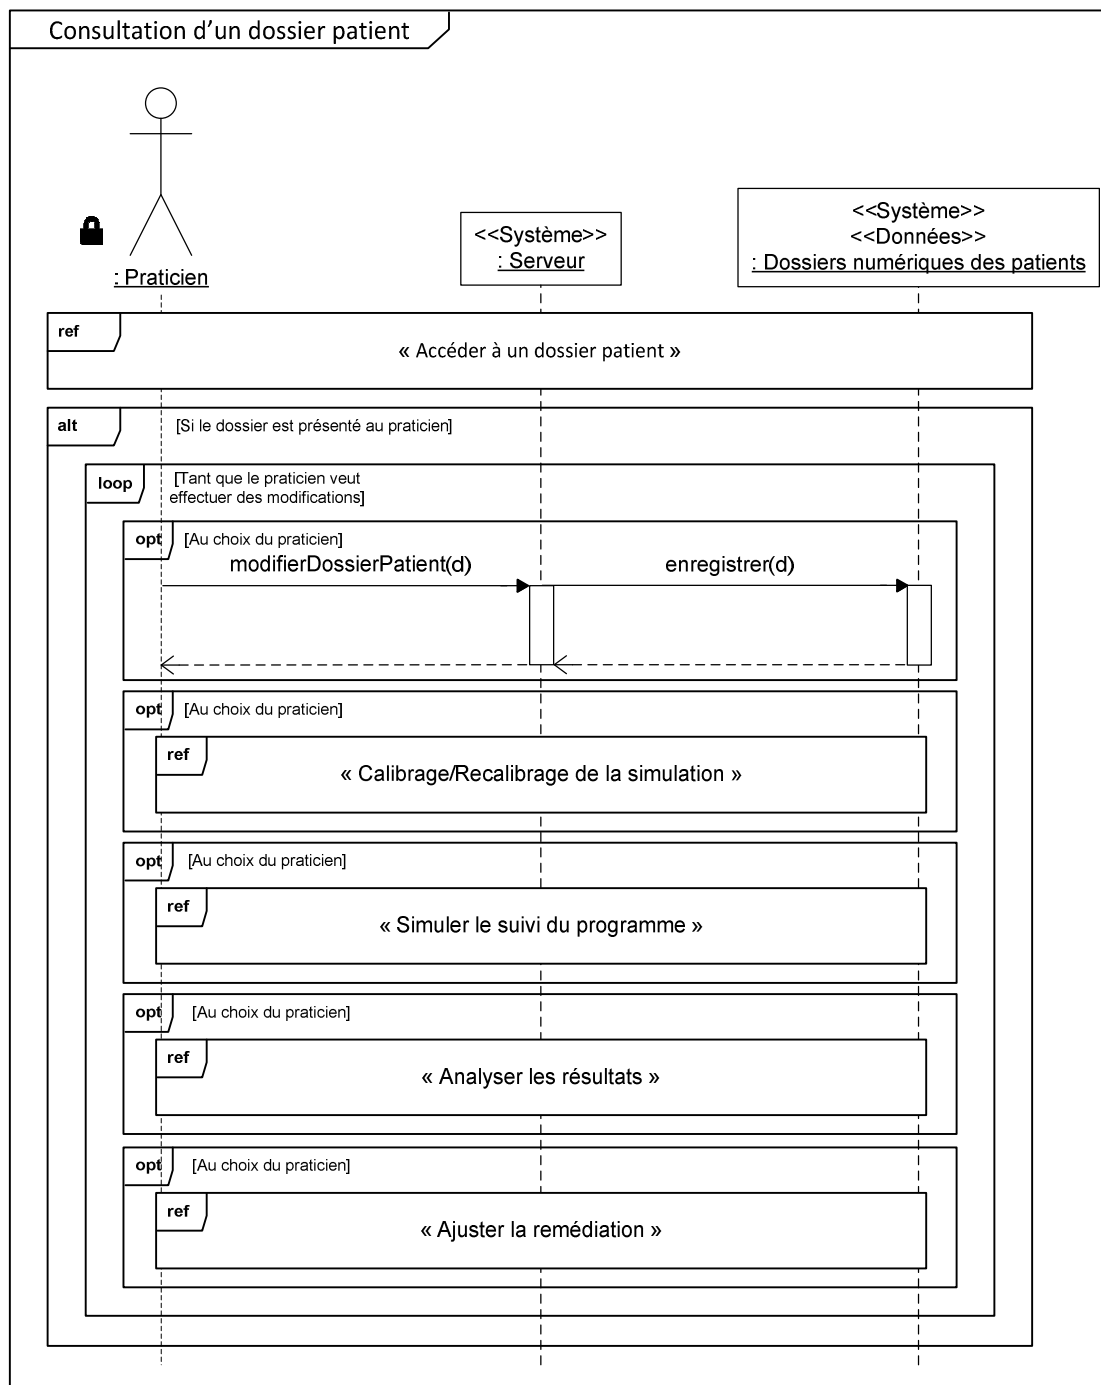 Consultation d’un dossier patient
: Praticien
<<Système>>
: Serveur
<<Système>>
<<Données>>
: Dossiers numériques des patients
ref
« Accéder à un dossier patient »
alt
[Si le dossier est présenté au praticien]
loop
[Tant que le praticien veut
effectuer des modifications]
opt
[Au choix du praticien]
modifierDossierPatient(d)
enregistrer(d)
opt
[Au choix du praticien]
ref
« Calibrage/Recalibrage de la simulation »
opt
[Au choix du praticien]
ref
« Simuler le suivi du programme »
opt
[Au choix du praticien]
ref
« Analyser les résultats »
opt
[Au choix du praticien]
ref
« Ajuster la remédiation »